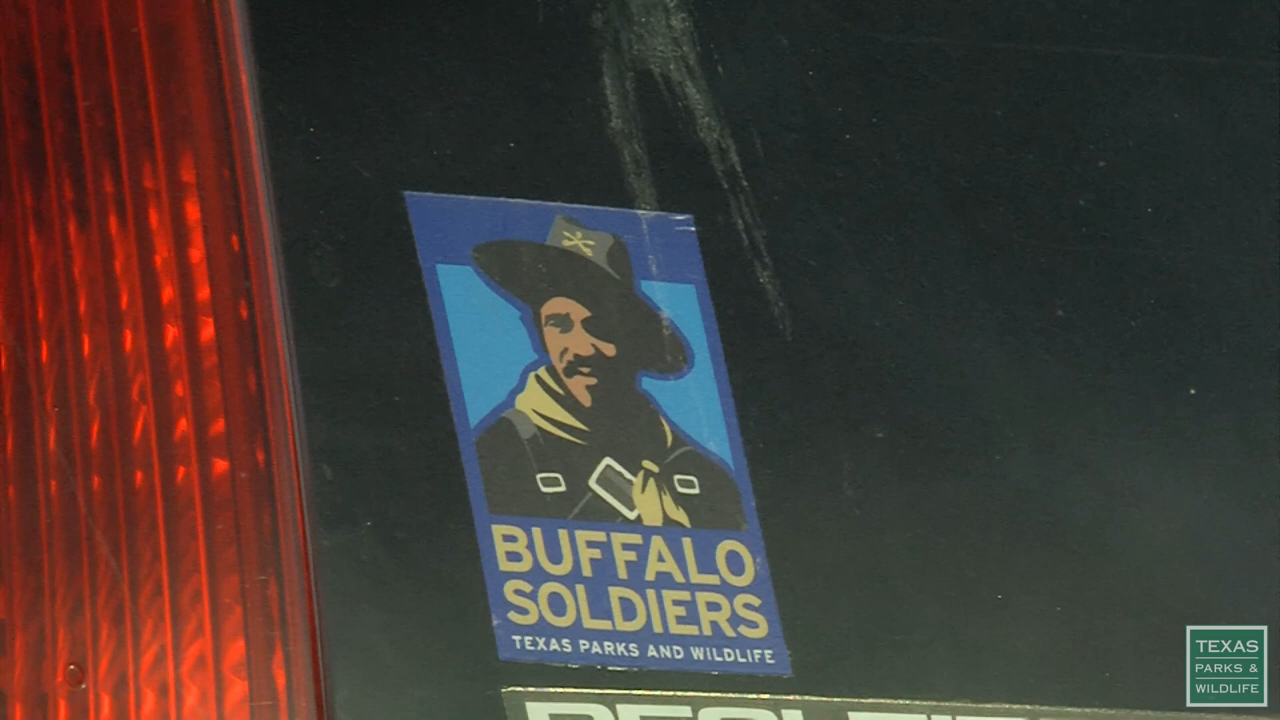 BUFFALO
SOLDIERS
TEXAS PARKS AND WILDLIFE
TEXAS
PARKS &
WILDLIFE